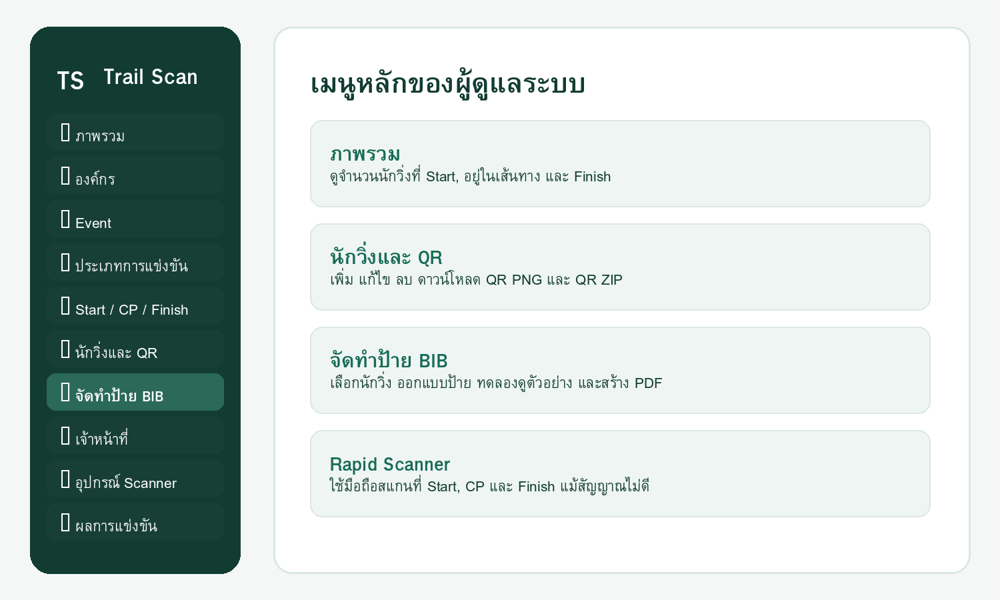 TS Trail Scan
ภาพรวม
องค์กร
Event
ประเภทการแข่งขัน
Start / CP / Finish
นักวิ่งและ QR
จัดทำป้าย BIB
เจ้าหน้าที่
อุปกรณ์ Scanner
ผลการแข่งขัน
เมนูหลักของผู้ดูแลระบบ
ภาพรวม
ดูจำนวนนักวิ่งที่ Start, อยู่ในเส้นทาง และ Finish
นักวิ่งและ QR
เพิ่ม แก้ไข ลบ ดาวน์โหลด QR PNG และ QR ZIP
จัดทำป้าย BIB
เลือกนักวิ่ง ออกแบบป้าย ทดลองดูตัวอย่าง และสร้าง PDF
Rapid Scanner
ใช้มือถือสแกนที่ Start, CP และ Finish แม้สัญญาณไม่ดี